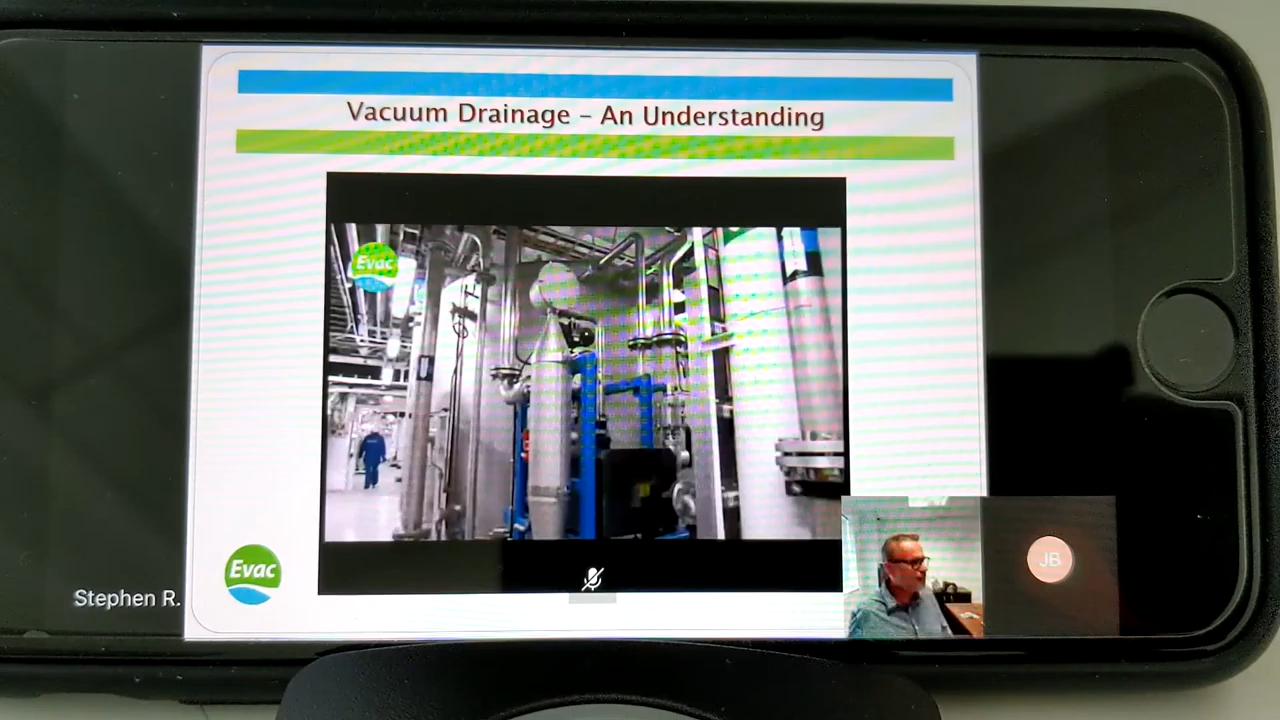 Vacuum Drainage – An Understanding
Evac
Evac
Stephen R.
JB